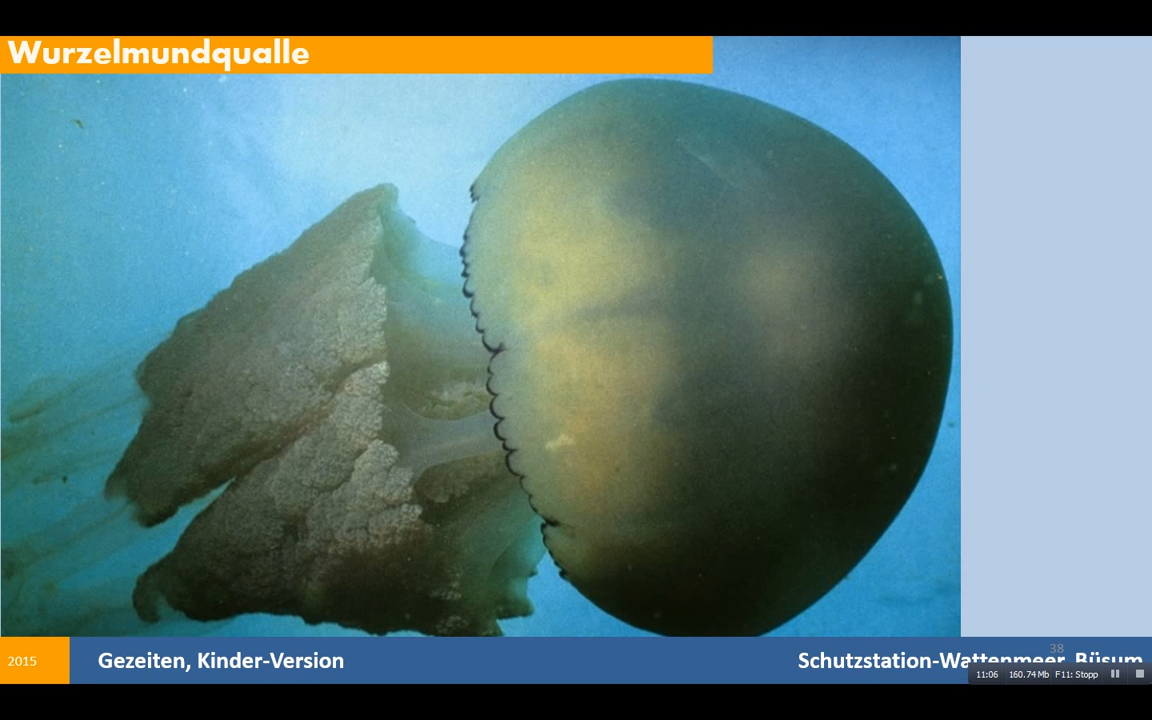 Wurzelmundqualle
2015
Gezeiten, Kinder-Version
38
Schutzstation-Wattenmeer, Büsum
11:06 160.74 Mb F11: Stopp